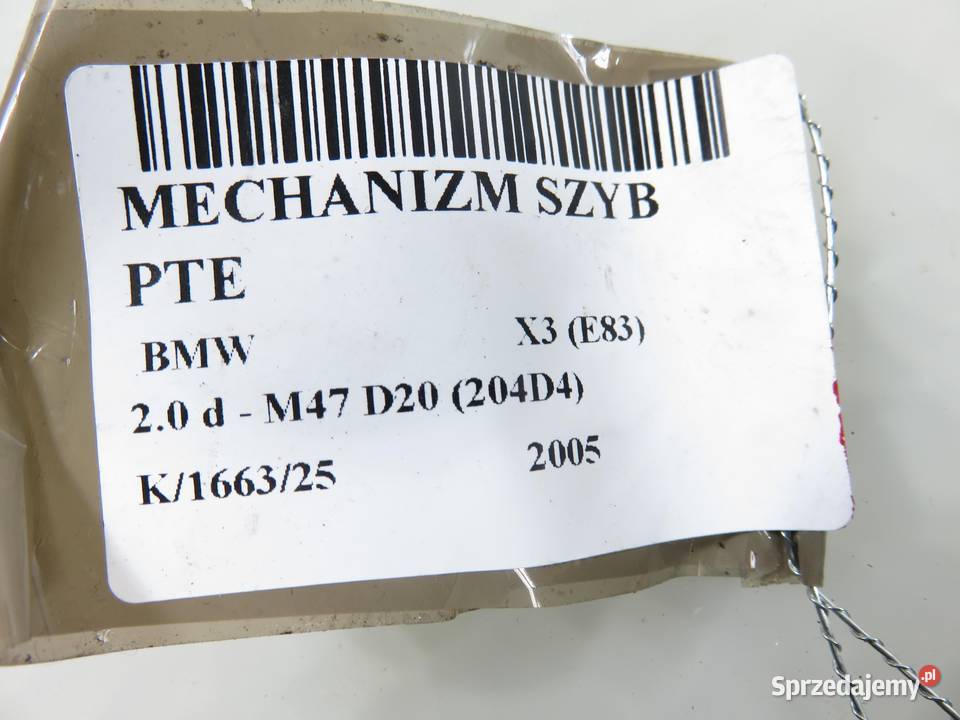 MECHANIZM SZYB
PTE
BMW X3 (E83)
2.0 d - M47 D20 (204D4)
K/1663/25 2005
Sprzedajemy.pl